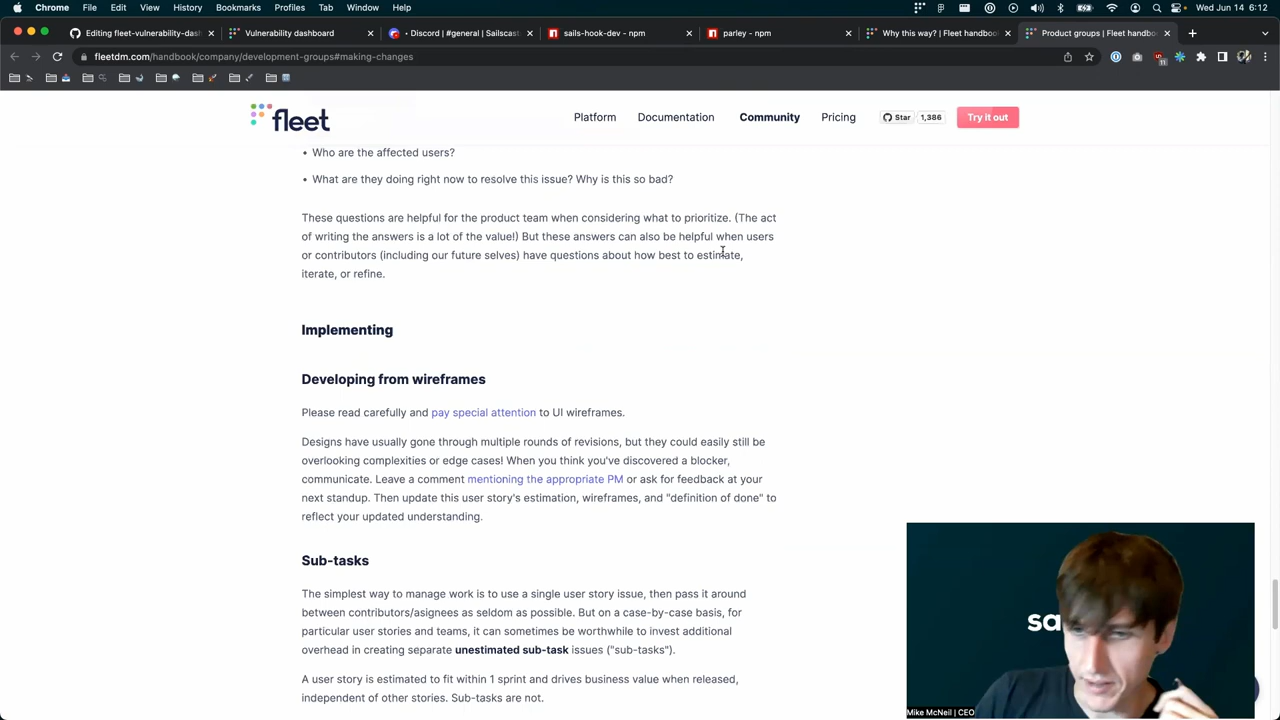 Chrome File Edit View History Bookmarks Profiles Tab Window Help Wed Jun 14 6:12
Editing fleet-vulnerability-das Vulnerability dashboard Discord | #general | Sailscast sails-hook-dev - npm parley - npm Why this way? | Fleet handboo Product groups | Fleet handbo
fleetdm.com/handbook/company/development-groups#making-changes
fleet
Platform Documentation Community Pricing Star 1,386 Try it out
• Who are the affected users?
• What are they doing right now to resolve this issue? Why is this so bad?
These questions are helpful for the product team when considering what to prioritize. (The act
of writing the answers is a lot of the value!) But these answers can also be helpful when users
or contributors (including our future selves) have questions about how best to estimate,
iterate, or refine.
Implementing
Developing from wireframes
Please read carefully and pay special attention to UI wireframes.
Designs have usually gone through multiple rounds of revisions, but they could easily still be
overlooking complexities or edge cases! When you think you've discovered a blocker,
communicate. Leave a comment mentioning the appropriate PM or ask for feedback at your
next standup. Then update this user story's estimation, wireframes, and "definition of done" to
reflect your updated understanding.
Sub-tasks
The simplest way to manage work is to use a single user story issue, then pass it around
between contributors/asignees as seldom as possible. But on a case-by-case basis, for
particular user stories and teams, it can sometimes be worthwhile to invest additional
overhead in creating separate unestimated sub-task issues ("sub-tasks").
A user story is estimated to fit within 1 sprint and drives business value when released,
independent of other stories. Sub-tasks are not.
sa
Mike McNeil | CEO